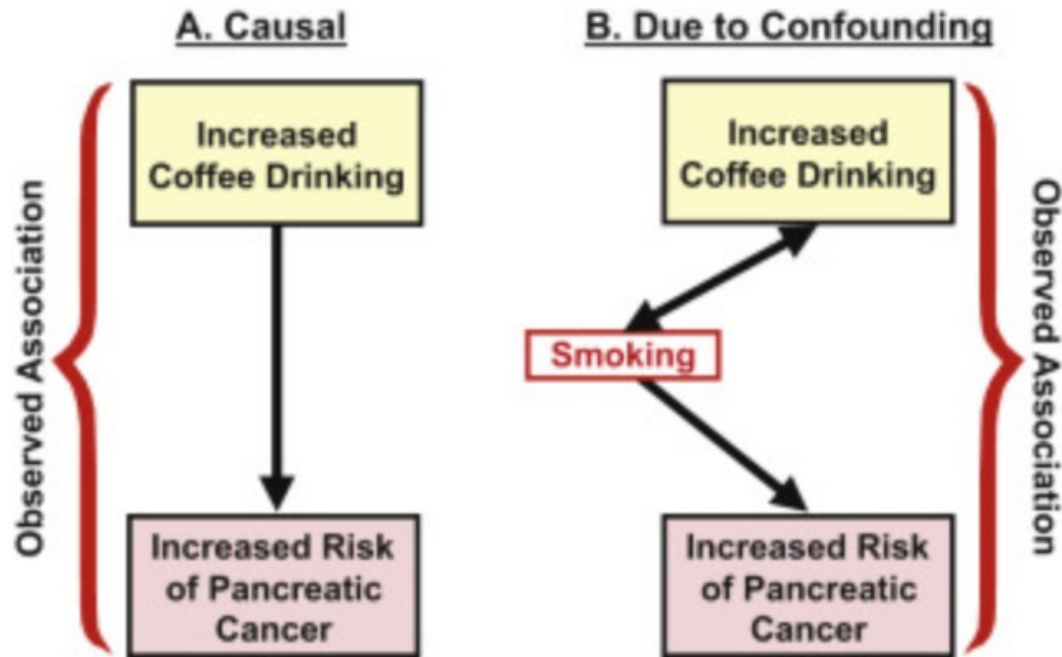 A. Causal
Observed Association
Increased
Coffee Drinking
Increased Risk
of Pancreatic
Cancer
B. Due to Confounding
Increased
Coffee Drinking
Smoking
Increased Risk
of Pancreatic
Cancer
Observed Association